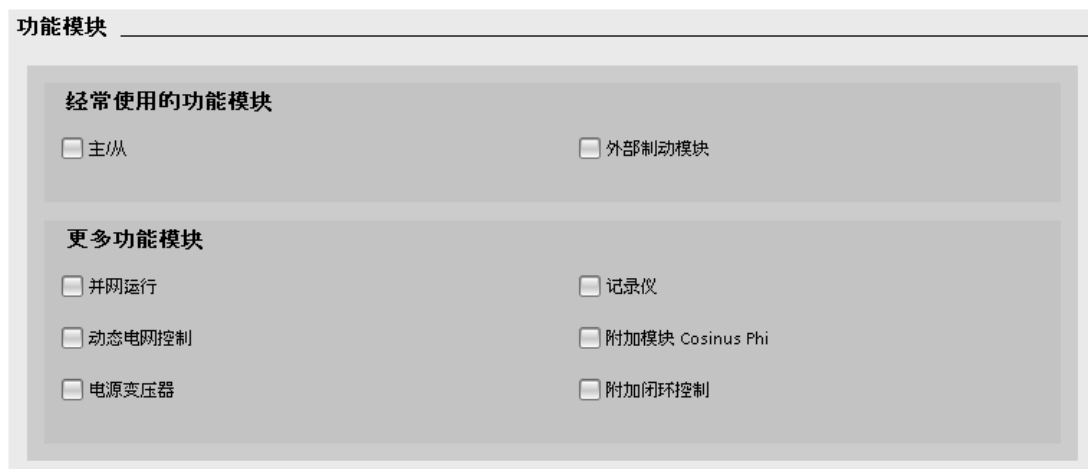 功能模块
经常使用的功能模块
主/从
外部制动模块
更多功能模块
并网运行
记录仪
动态电网控制
附加模块 Cosinus Phi
电源变压器
附加闭环控制